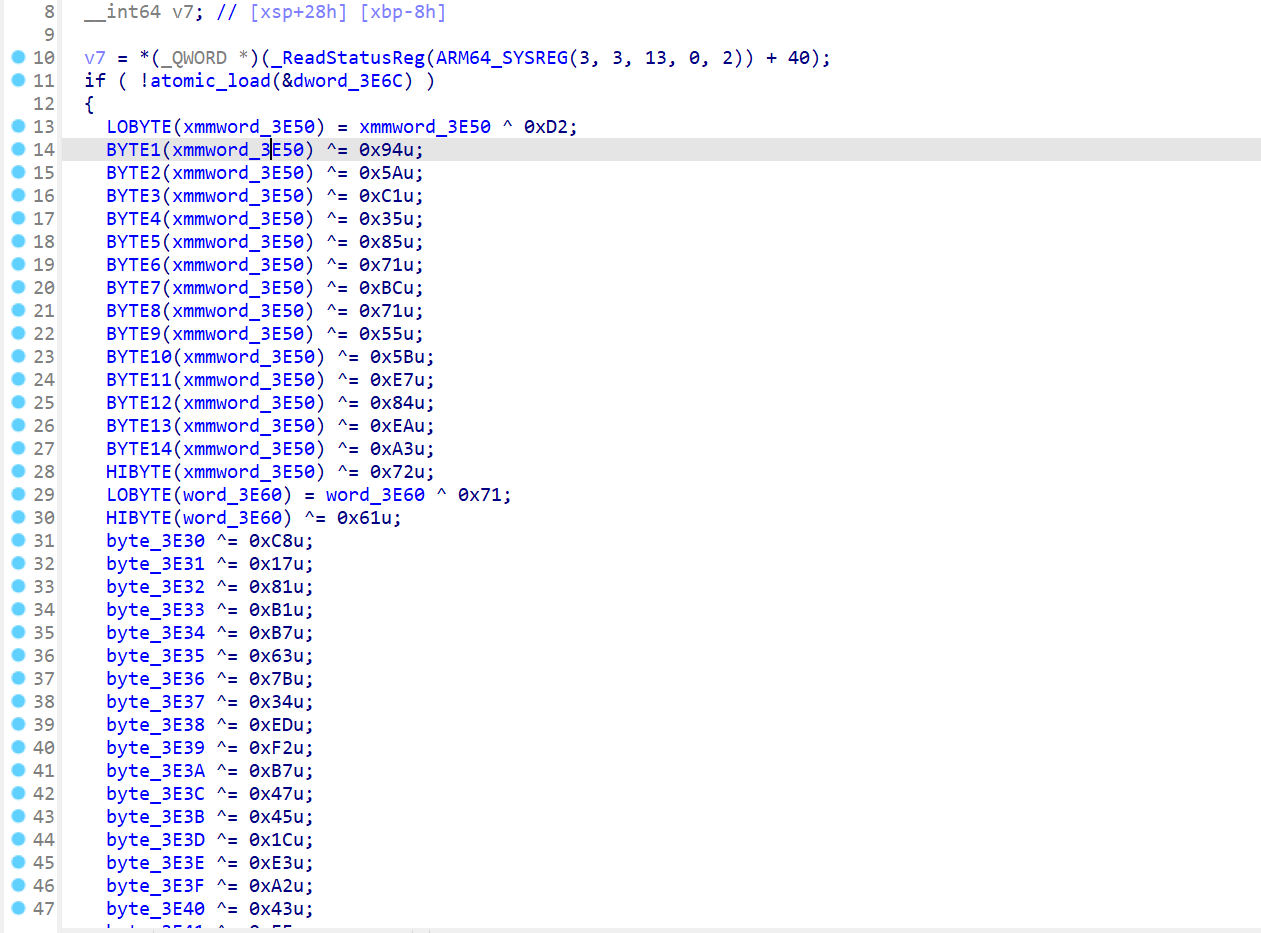 8 __int64 v7; // [xsp+28h] [xbp-8h]
9
10 v7 = *(_QWORD *)(_ReadStatusReg(ARM64_SYSREG(3, 3, 13, 0, 2)) + 40);
11 if ( !atomic_load(&dword_3E6C) )
12 {
13 LOBYTE(xmmword_3E50) = xmmword_3E50 ^ 0xD2;
14 BYTE1(xmmword_3E50) ^= 0x94u;
15 BYTE2(xmmword_3E50) ^= 0x5Au;
16 BYTE3(xmmword_3E50) ^= 0xC1u;
17 BYTE4(xmmword_3E50) ^= 0x35u;
18 BYTE5(xmmword_3E50) ^= 0x85u;
19 BYTE6(xmmword_3E50) ^= 0x71u;
20 BYTE7(xmmword_3E50) ^= 0xBCu;
21 BYTE8(xmmword_3E50) ^= 0x71u;
22 BYTE9(xmmword_3E50) ^= 0x55u;
23 BYTE10(xmmword_3E50) ^= 0x5Bu;
24 BYTE11(xmmword_3E50) ^= 0xE7u;
25 BYTE12(xmmword_3E50) ^= 0x84u;
26 BYTE13(xmmword_3E50) ^= 0xEAu;
27 BYTE14(xmmword_3E50) ^= 0xA3u;
28 HIBYTE(xmmword_3E50) ^= 0x72u;
29 LOBYTE(word_3E60) = word_3E60 ^ 0x71;
30 HIBYTE(word_3E60) ^= 0x61u;
31 byte_3E30 ^= 0xC8u;
32 byte_3E31 ^= 0x17u;
33 byte_3E32 ^= 0x81u;
34 byte_3E33 ^= 0xB1u;
35 byte_3E34 ^= 0xB7u;
36 byte_3E35 ^= 0x63u;
37 byte_3E36 ^= 0x7Bu;
38 byte_3E37 ^= 0x34u;
39 byte_3E38 ^= 0xEDu;
40 byte_3E39 ^= 0xF2u;
41 byte_3E3A ^= 0xB7u;
42 byte_3E3C ^= 0x47u;
43 byte_3E3B ^= 0x45u;
44 byte_3E3D ^= 0x1Cu;
45 byte_3E3E ^= 0xE3u;
46 byte_3E3F ^= 0xA2u;
47 byte_3E40 ^= 0x43u;